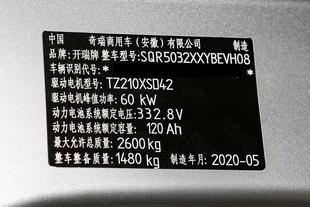 中国 奇瑞商用车（安徽）有限公司 制造
品牌：开瑞牌 整车型号：SQR5032XXYBEVH08
车辆识别代号：*
*
驱动电机型号：TZ210XSD42
驱动电机峰值功率：60 kW
动力电池系统额定电压：332.8V
动力电池系统额定容量：120 Ah
最大允许总质量：2600kg
整车整备质量：1480 kg 制造年月：2020-05